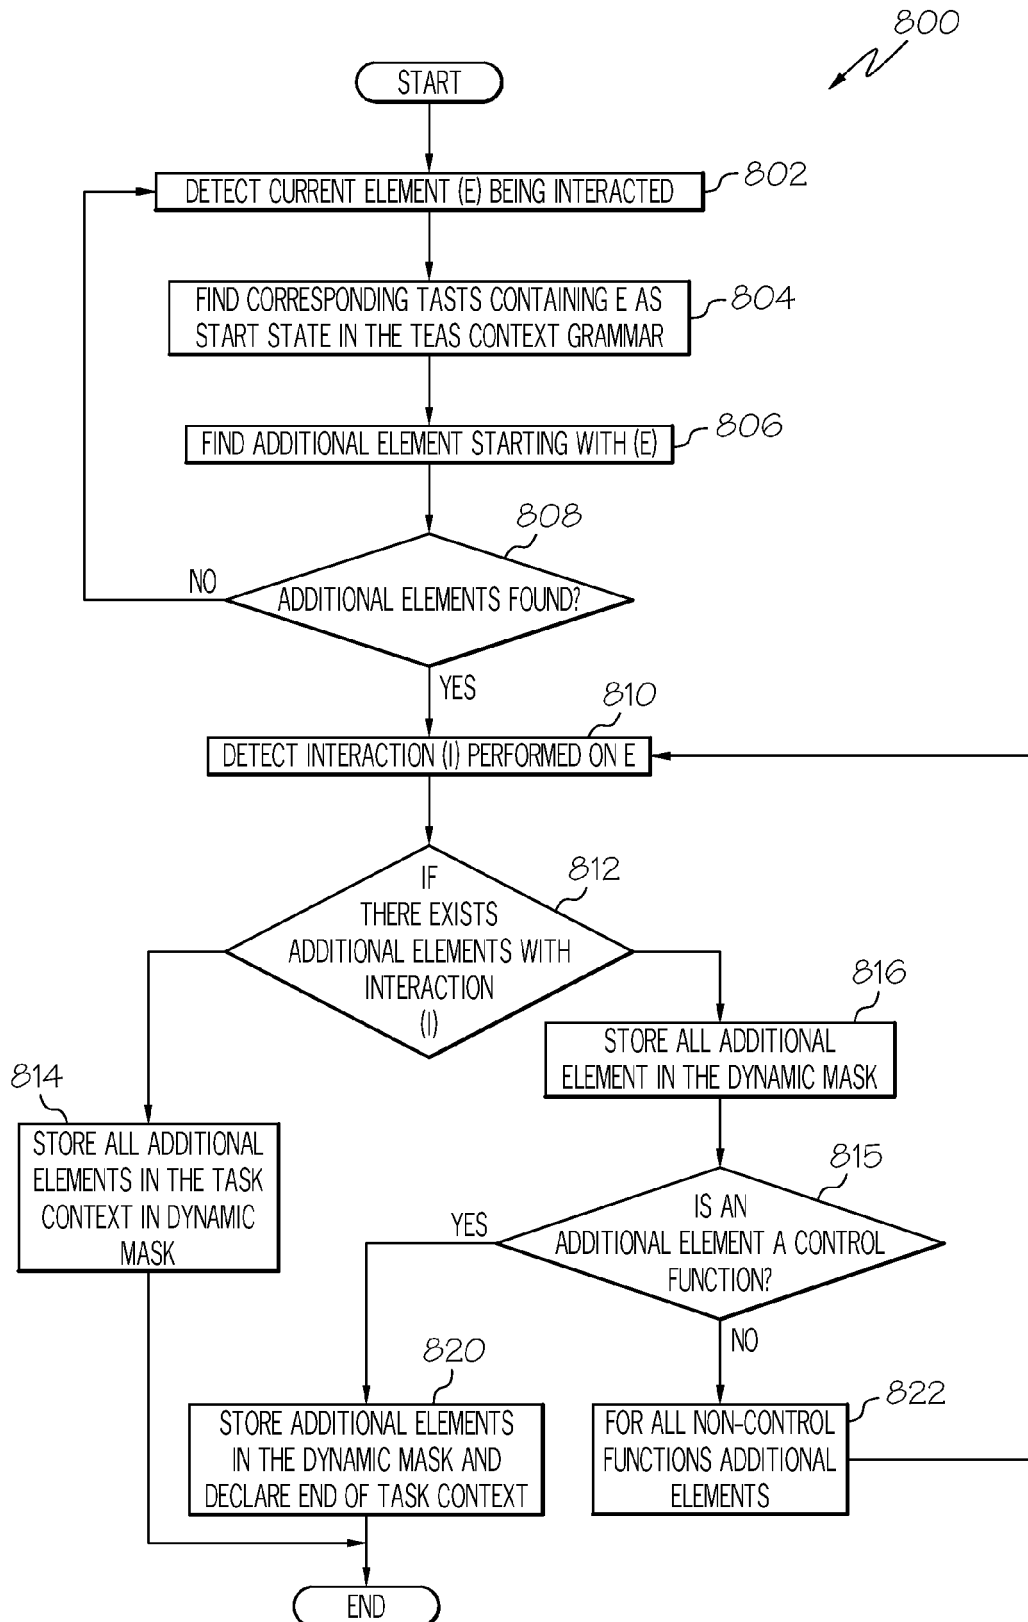 800
START
DETECT CURRENT ELEMENT (E) BEING INTERACTED
802
FIND CORRESPONDING TASTS CONTAINING E AS
START STATE IN THE TEAS CONTEXT GRAMMAR
804
FIND ADDITIONAL ELEMENT STARTING WITH (E)
806
808
NO
ADDITIONAL ELEMENTS FOUND?
YES
810
DETECT INTERACTION (I) PERFORMED ON E
812
IF
THERE EXISTS
ADDITIONAL ELEMENTS WITH
INTERACTION
(I)
816
STORE ALL ADDITIONAL
ELEMENT IN THE DYNAMIC MASK
814
STORE ALL ADDITIONAL
ELEMENTS IN THE TASK
CONTEXT IN DYNAMIC
MASK
815
IS AN
ADDITIONAL ELEMENT A CONTROL
FUNCTION?
YES
NO
820
STORE ADDITIONAL ELEMENTS
IN THE DYNAMIC MASK AND
DECLARE END OF TASK CONTEXT
822
FOR ALL NON-CONTROL
FUNCTIONS ADDITIONAL
ELEMENTS
END